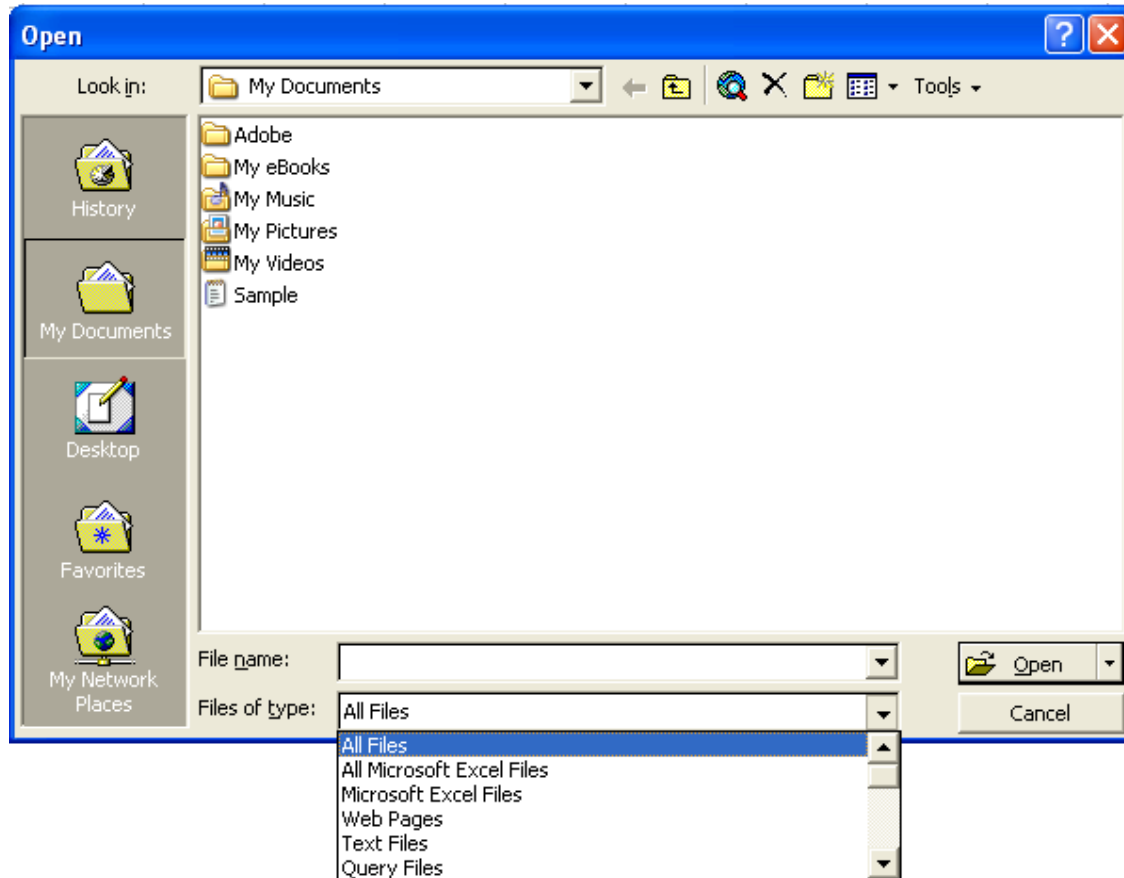 Open
Look in:
My Documents
Tools
History
My Documents
Desktop
Favorites
My Network
Places
Adobe
My eBooks
My Music
My Pictures
My Videos
Sample
File name:
Open
Files of type:
All Files
Cancel
All Files
All Microsoft Excel Files
Microsoft Excel Files
Web Pages
Text Files
Query Files